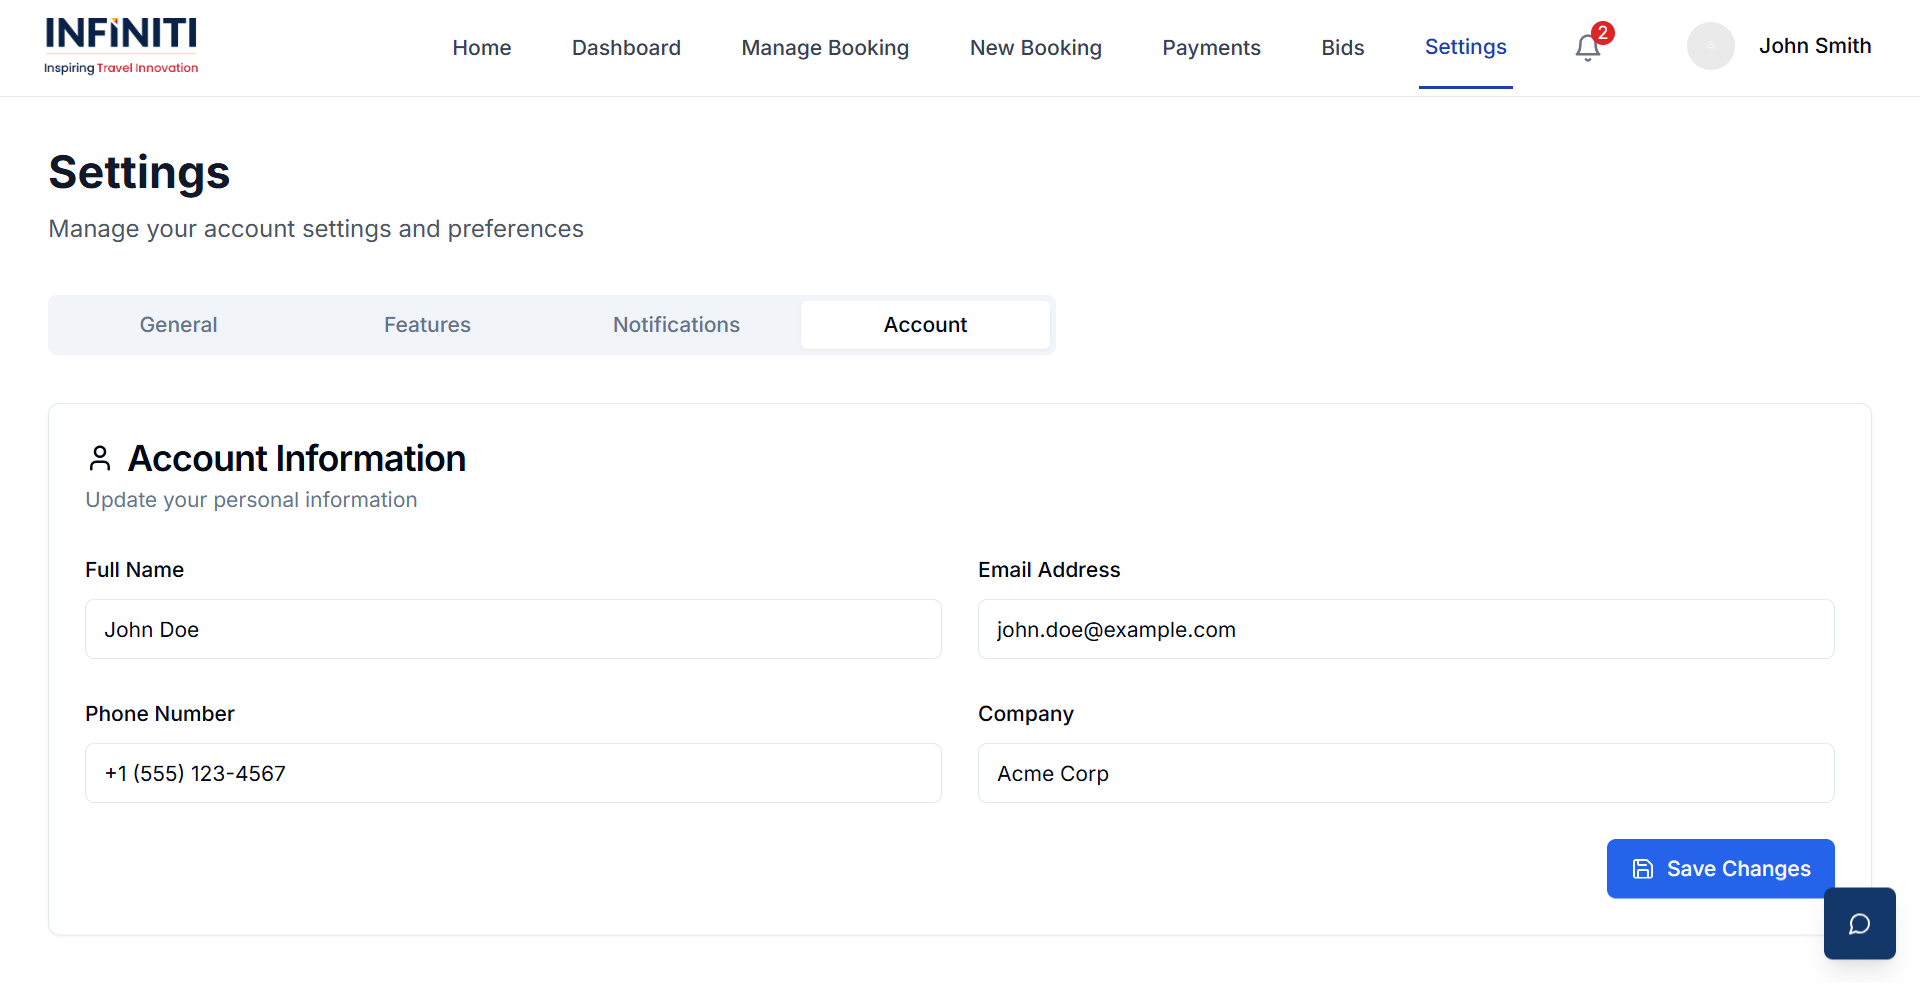 INFINITI
Inspiring Travel Innovation
Home
Dashboard
Manage Booking
New Booking
Payments
Bids
Settings
2
John Smith
Settings
Manage your account settings and preferences
General
Features
Notifications
Account
Account Information
Update your personal information
Full Name
Email Address
John Doe
john.doe@example.com
Phone Number
Company
+1 (555) 123-4567
Acme Corp
Save Changes